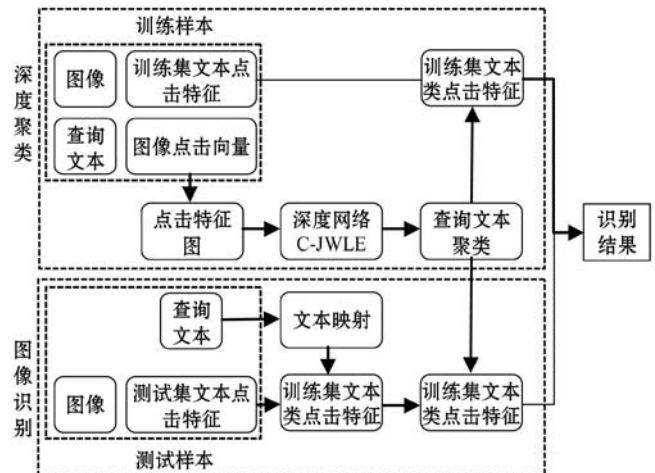 训练样本
深度聚类
图像
训练集文本点
击特征
训练集文本
类点击特征
查询
文本
图像点击向量
点击特征
图
深度网络
C-JWLE
查询文本
聚类
识别
结果
图像识别
查询
文本
文本映射
图像
测试集文本点
击特征
训练集文本
类点击特征
训练集文本
类点击特征
测试样本